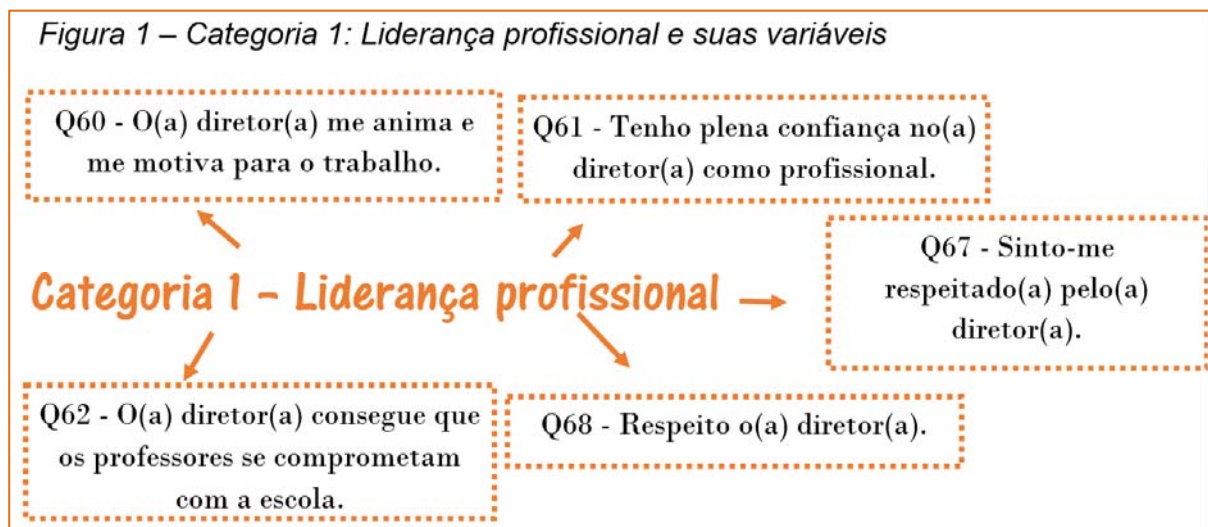 Figura 1 – Categoria 1: Liderança profissional e suas variáveis
Q60 - O(a) diretor(a) me anima e
me motiva para o trabalho.
Q61 - Tenho plena confiança no(a)
diretor(a) como profissional.
Q67 - Sinto-me
respeitado(a) pelo(a)
diretor(a).
Categoria 1 – Liderança profissional
Q62 - O(a) diretor(a) consegue que
os professores se comprometam
com a escola.
Q68 - Respeito o(a) diretor(a).